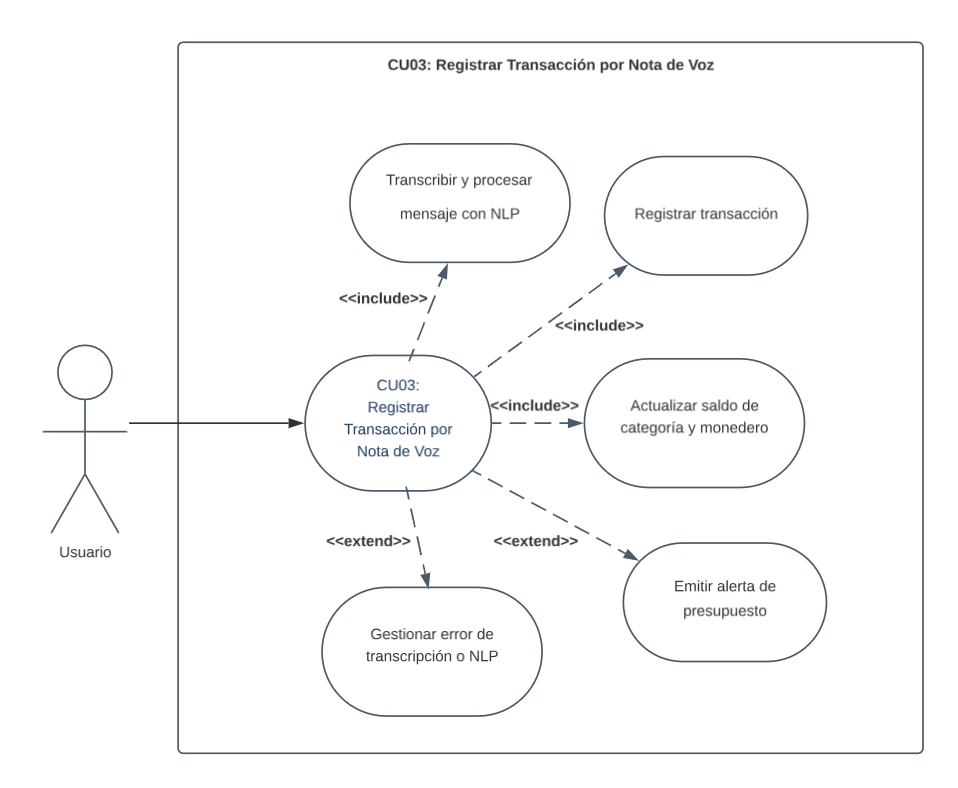 CU03: Registrar Transacción por Nota de Voz
Transcribir y procesar
mensaje con NLP
Registrar transacción
<<include>>
<<include>>
CU03:
Registrar
Transacción por
Nota de Voz
<<include>>
Actualizar saldo de
categoría y monedero
Usuario
<<extend>>
<<extend>>
Emitir alerta de
presupuesto
Gestionar error de
transcripción o NLP